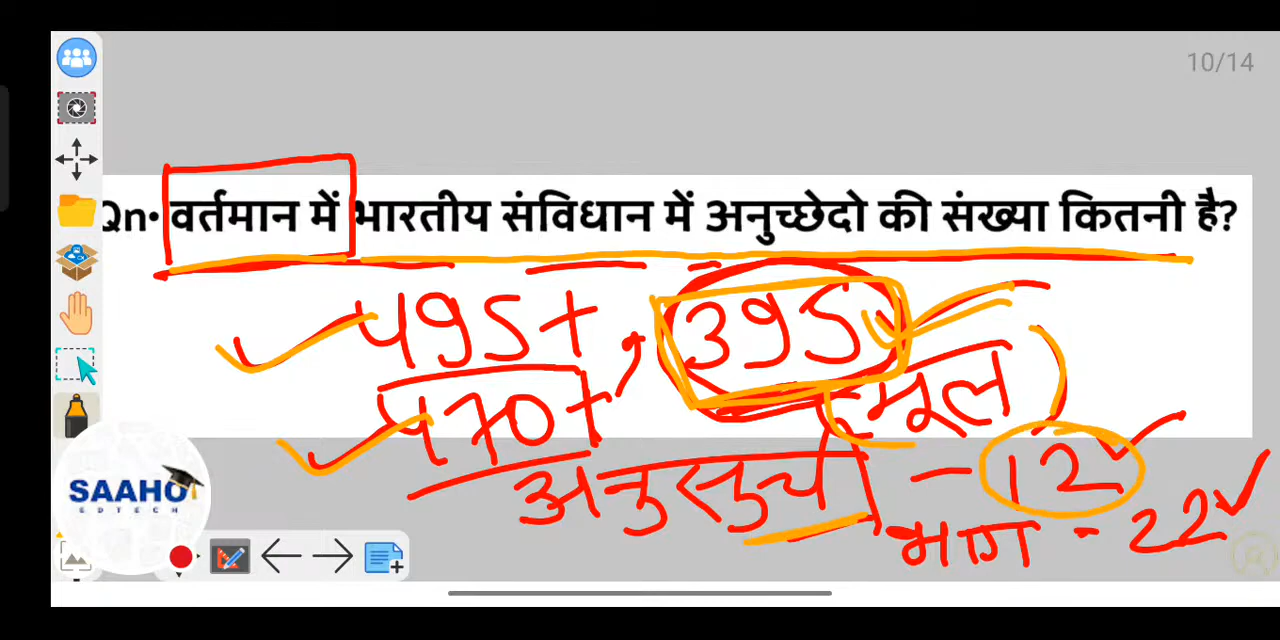 10/14
Qn• वर्तमान में भारतीय संविधान में अनुच्छेदो की संख्या कितनी है?
495+, 395
470+ (मूल)
अनुसूची - 12
भाग - 22
SAAHO
EDTECH